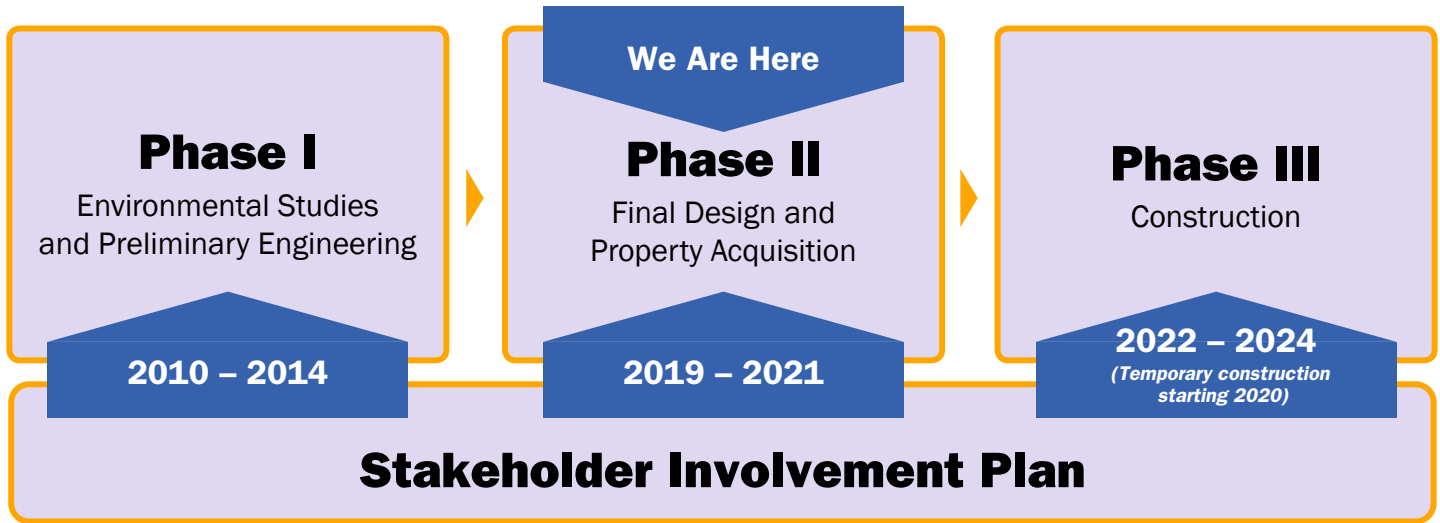 We Are Here
Phase I
Environmental Studies
and Preliminary Engineering
2010 – 2014
Phase II
Final Design and
Property Acquisition
2019 – 2021
Phase III
Construction
2022 – 2024
(Temporary construction
starting 2020)
Stakeholder Involvement Plan